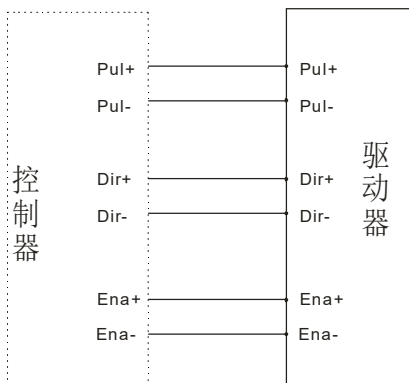 控制器
Pul+
Pul-
Dir+
Dir-
Ena+
Ena-
Pul+
Pul-
Dir+
Dir-
Ena+
Ena-
驱动器